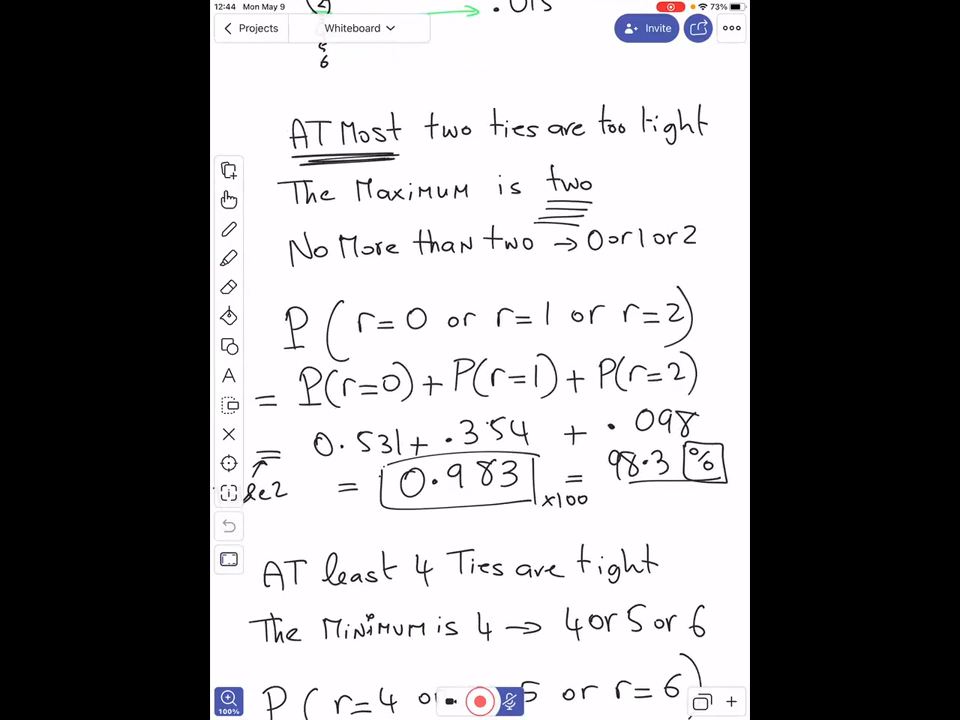 12:44 Mon May 9
73%
. 015
Projects
Whiteboard
Invite
5
6
AT Most two ties are too tight
The Maximum is two
No More than two → 0 or 1 or 2
P (r=0 or r=1 or r=2)
= P(r=0) + P(r=1) + P(r=2)
= 0.531 + .354 + .098
= 0.983 x100 = 98.3 %
A
AT least 4 Ties are tight
The Minimum is 4 → 4 or 5 or 6
100%
P ( r=4 or 5 or r=6)